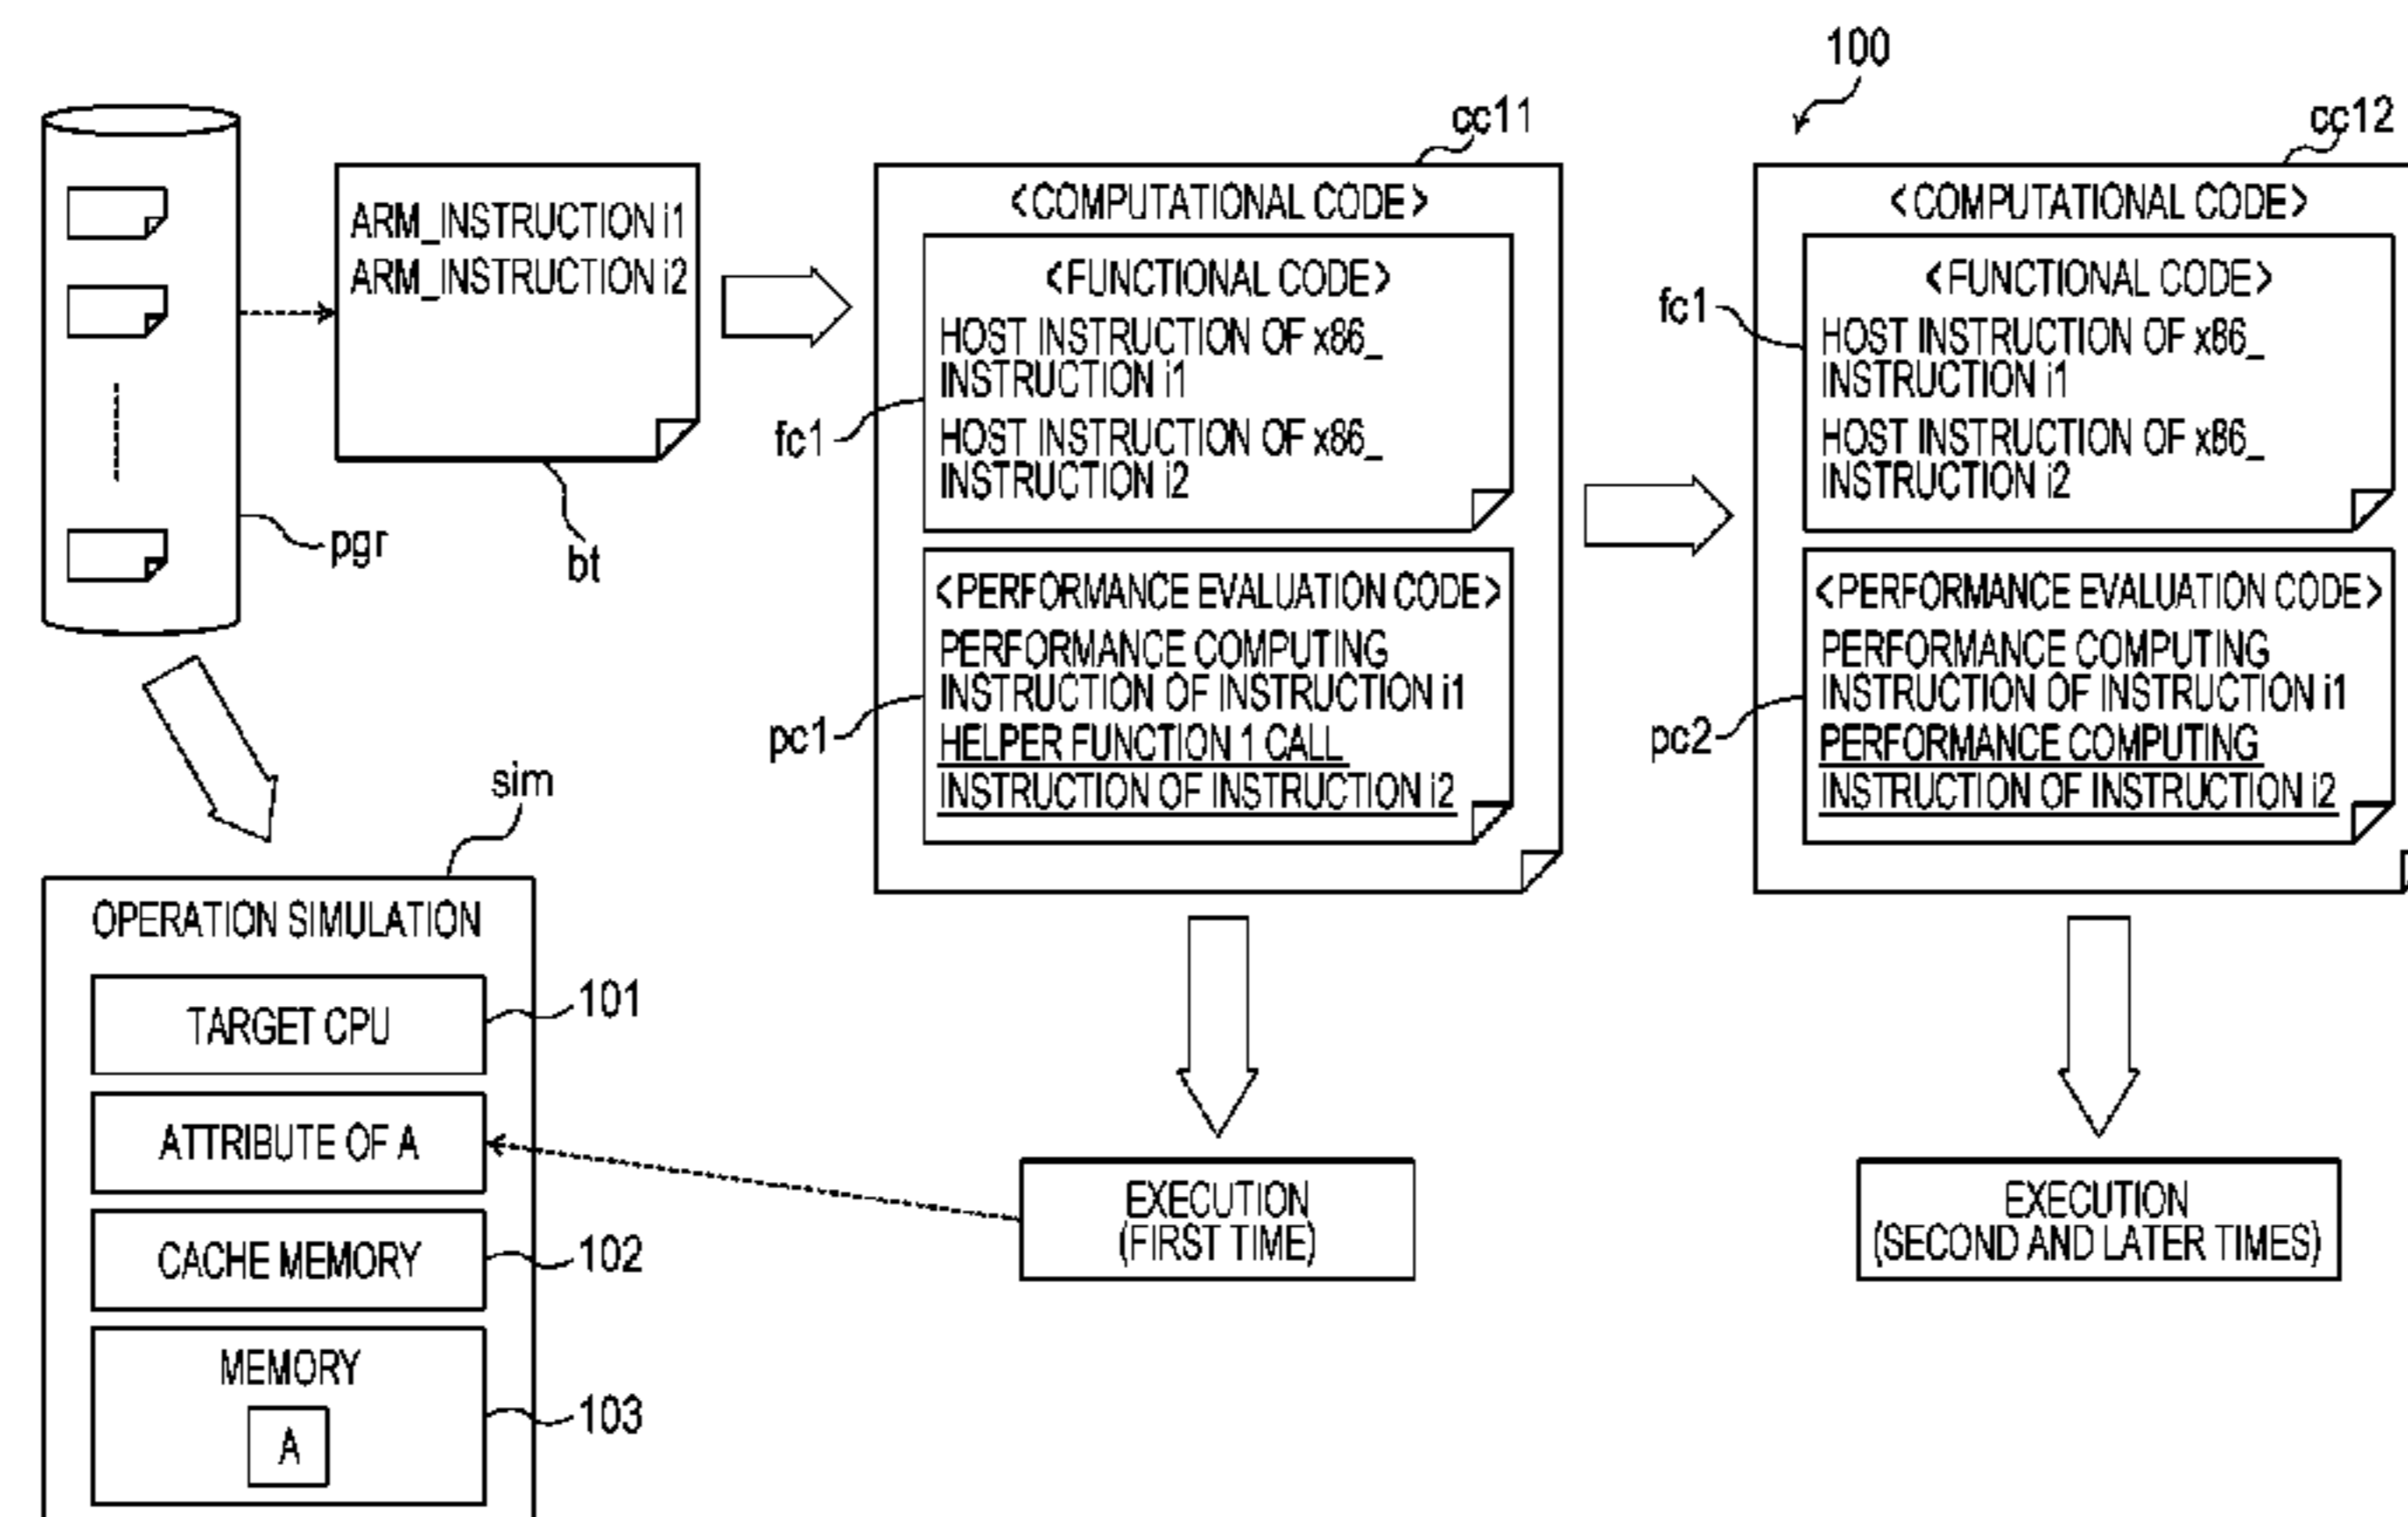 100
cc11
cc12
ARM_INSTRUCTION i1
ARM_INSTRUCTION i2
bt
pgr
<COMPUTATIONAL CODE>
<FUNCTIONAL CODE>
HOST INSTRUCTION OF x86_
INSTRUCTION i1
HOST INSTRUCTION OF x86_
INSTRUCTION i2
fc1
<PERFORMANCE EVALUATION CODE>
PERFORMANCE COMPUTING
INSTRUCTION OF INSTRUCTION i1
HELPER FUNCTION 1 CALL
INSTRUCTION OF INSTRUCTION i2
pc1
<COMPUTATIONAL CODE>
<FUNCTIONAL CODE>
HOST INSTRUCTION OF x86_
INSTRUCTION i1
HOST INSTRUCTION OF x86_
INSTRUCTION i2
fc1
<PERFORMANCE EVALUATION CODE>
PERFORMANCE COMPUTING
INSTRUCTION OF INSTRUCTION i1
PERFORMANCE COMPUTING
INSTRUCTION OF INSTRUCTION i2
pc2
sim
OPERATION SIMULATION
TARGET CPU
101
ATTRIBUTE OF A
CACHE MEMORY
102
MEMORY
A
103
EXECUTION
(FIRST TIME)
EXECUTION
(SECOND AND LATER TIMES)